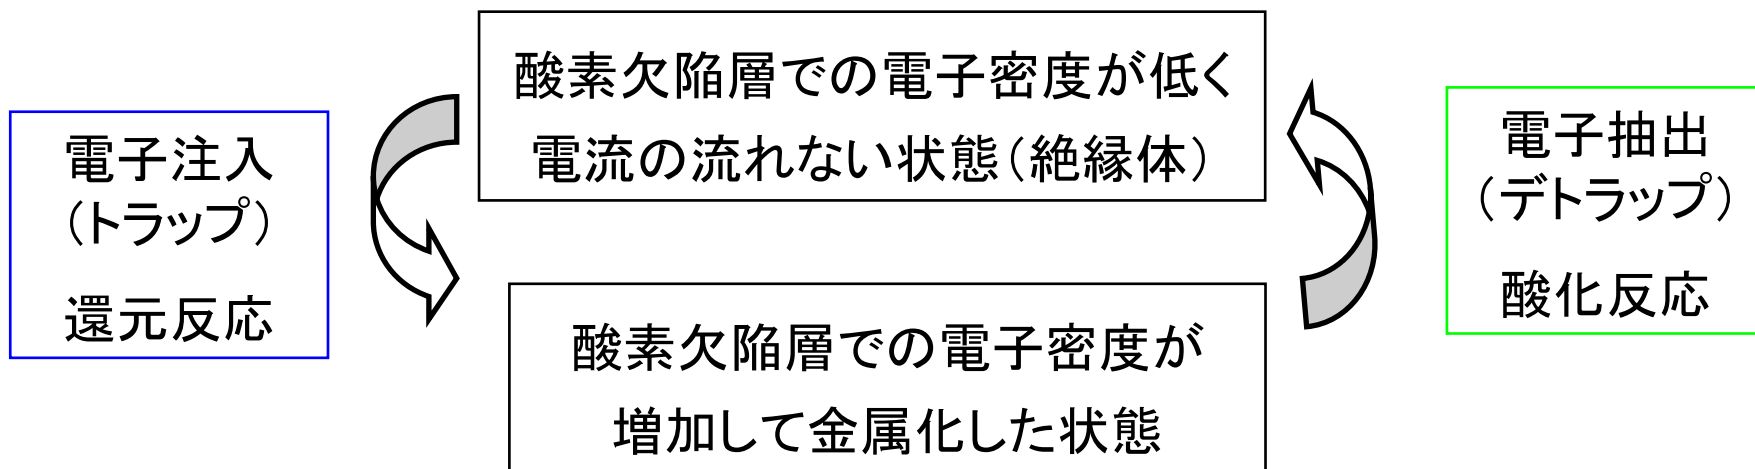 酸素欠陥層での電子密度が低く
電流の流れない状態（絶縁体）
電子注入
（トラップ）
還元反応
電子抽出
（デトラップ）
酸化反応
酸素欠陥層での電子密度が
増加して金属化した状態